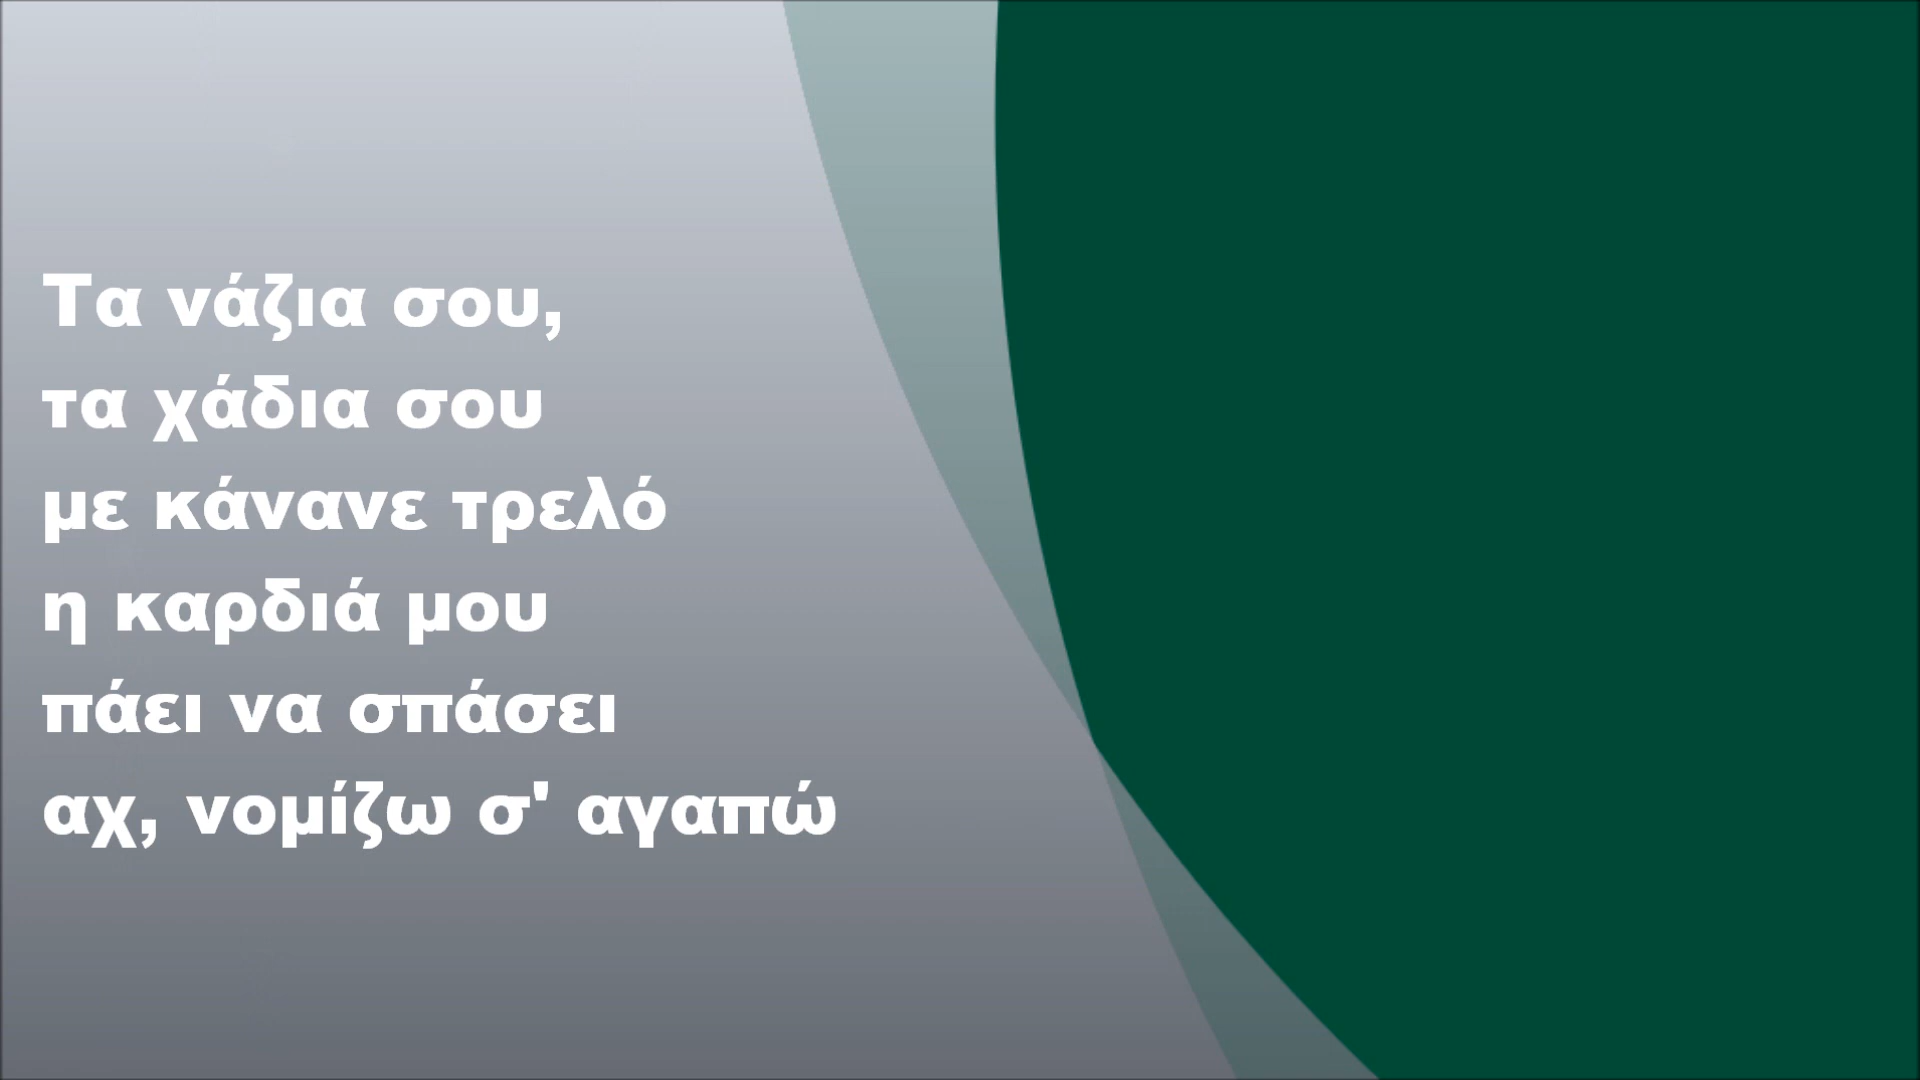 Τα νάζια σου,
τα χάδια σου
με κάνανε τρελό
η καρδιά μου
πάει να σπάσει
αχ, νομίζω σ' αγαπώ